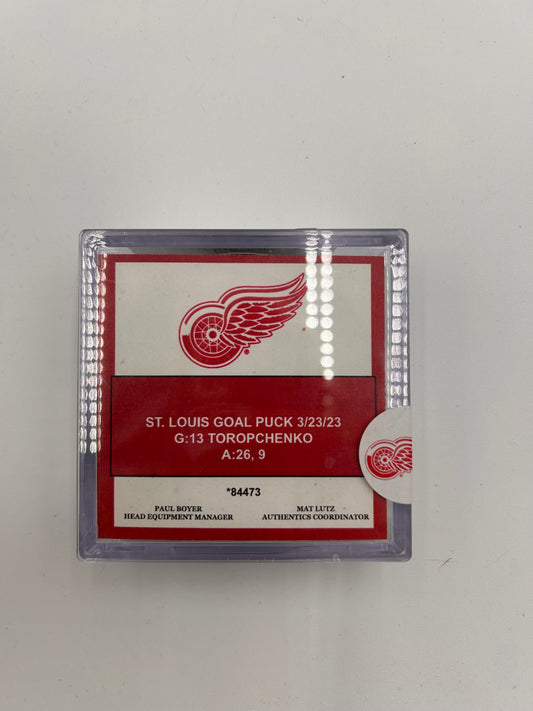 ST. LOUIS GOAL PUCK 3/23/23
G:13 TOROPCHENKO
A:26, 9
*84473
PAUL BOYER
HEAD EQUIPMENT MANAGER
MAT LUTZ
AUTHENTICS COORDINATOR